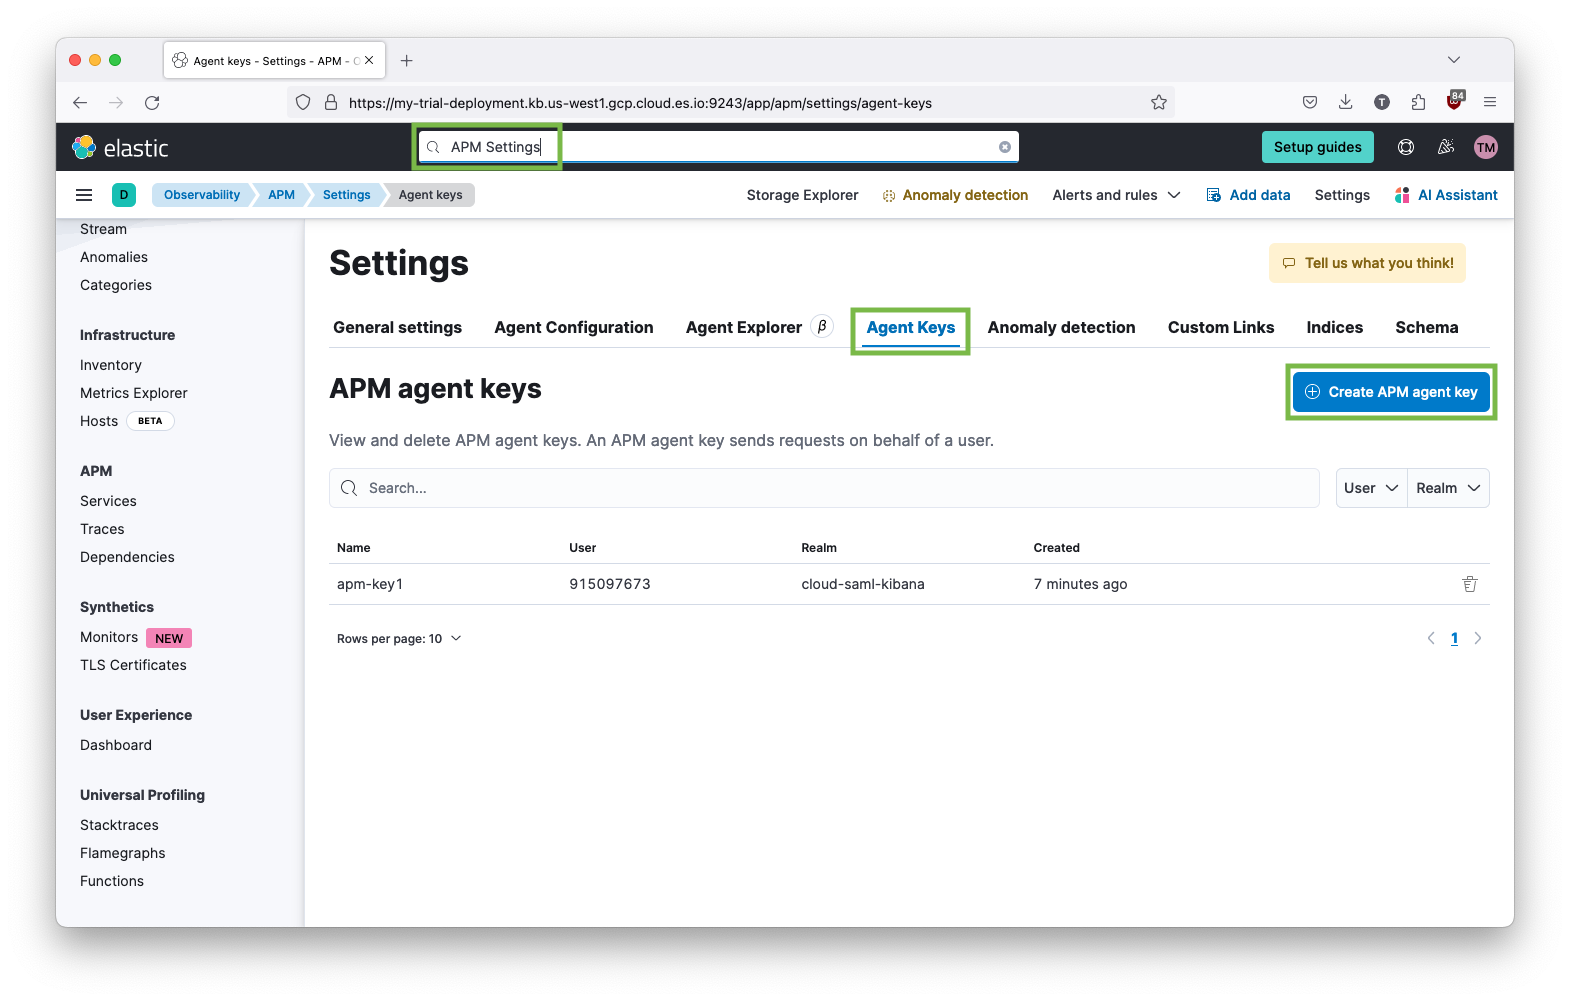 Agent keys - Settings - APM -
https://my-trial-deployment.kb.us-west1.gcp.cloud.es.io:9243/app/apm/settings/agent-keys
T
84
elastic
APM Settings
Setup guides
TM
D
Observability
APM
Settings
Agent keys
Storage Explorer
Anomaly detection
Alerts and rules
Add data
Settings
AI Assistant
Stream
Anomalies
Categories
Infrastructure
Inventory
Metrics Explorer
Hosts BETA
APM
Services
Traces
Dependencies
Synthetics
Monitors NEW
TLS Certificates
User Experience
Dashboard
Universal Profiling
Stacktraces
Flamegraphs
Functions
Settings
Tell us what you think!
General settings
Agent Configuration
Agent Explorer β
Agent Keys
Anomaly detection
Custom Links
Indices
Schema
APM agent keys
Create APM agent key
View and delete APM agent keys. An APM agent key sends requests on behalf of a user.
Search...
User
Realm
Name User Realm Created
apm-key1 915097673 cloud-saml-kibana 7 minutes ago
Rows per page: 10
1